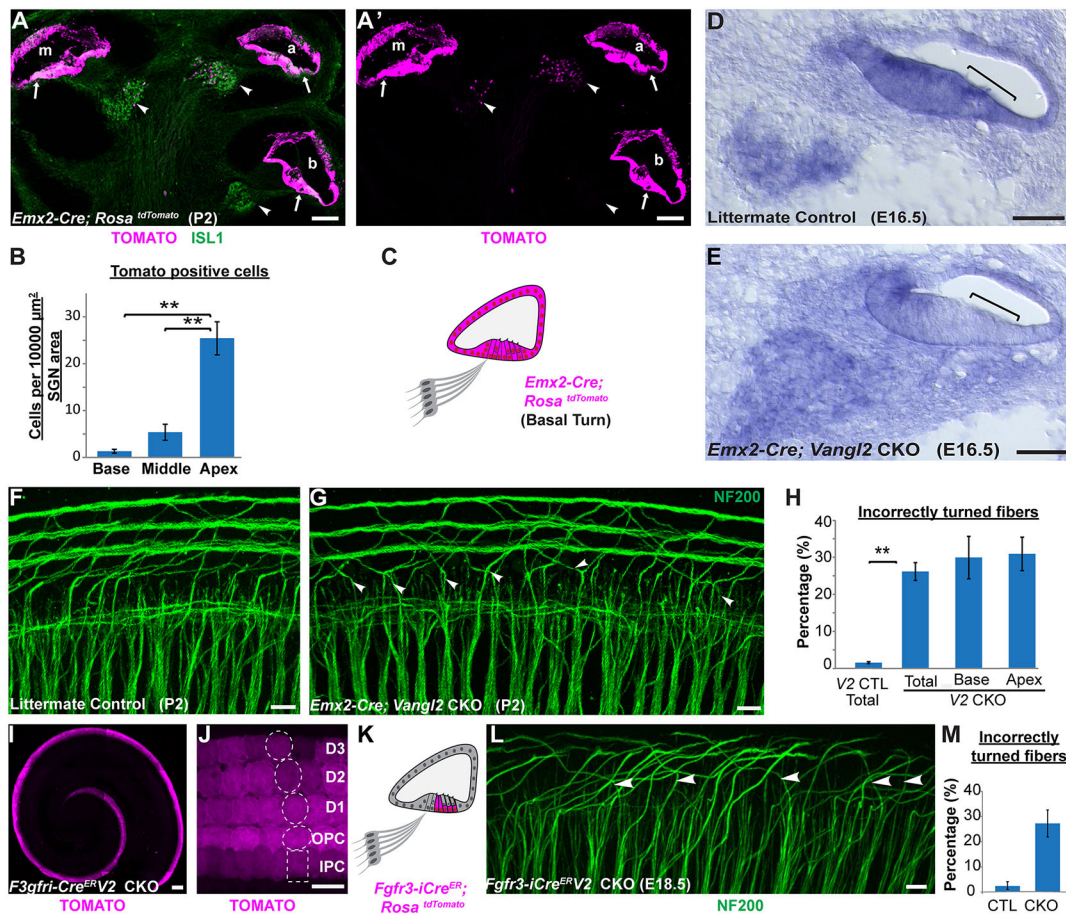 A
A'
D
m
a
m
a
b
b
Emx2-Cre; Rosa tdTomato (P2)
TOMATO ISL1
TOMATO
Littermate Control (E16.5)
B
Tomato positive cells
**
**
Cells per 10000 µm2
SGN area
30
20
10
0
Base Middle Apex
C
Emx2-Cre;
Rosa tdTomato
(Basal Turn)
E
Emx2-Cre; Vangl2 CKO (E16.5)
F
Littermate Control (P2)
G
NF200
Emx2-Cre; Vangl2 CKO (P2)
H
Incorrectly turned fibers
Percentage (%)
40
30
20
10
0
**
V2 CTL
Total
Total Base Apex
V2 CKO
I
F3gfri-CreERV2 CKO
TOMATO
J
D3
D2
D1
OPC
IPC
TOMATO
K
Fgfr3-iCreER;
Rosa tdTomato
L
Fgfr3-iCreERV2 CKO (E18.5)
NF200
M
Incorrectly
turned fibers
Percentage (%)
40
30
20
10
0
CTL CKO